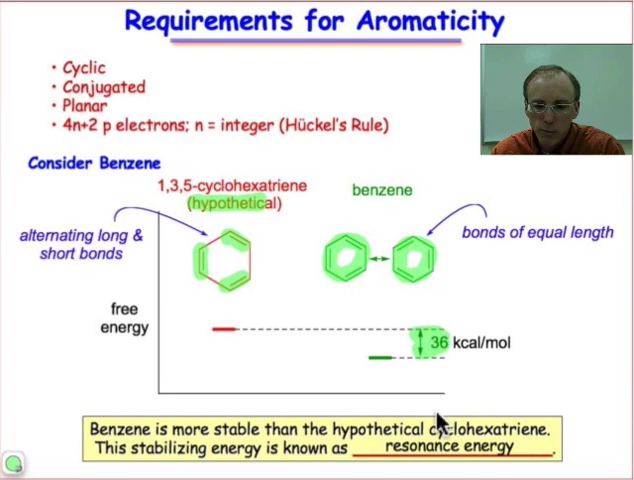 Requirements for Aromaticity
• Cyclic
• Conjugated
• Planar
• 4n+2 p electrons; n = integer (Hückel's Rule)
Consider Benzene
1,3,5-cyclohexatriene
(hypothetical)
benzene
alternating long &
short bonds
bonds of equal length
free
energy
36 kcal/mol
Benzene is more stable than the hypothetical cyclohexatriene.
This stabilizing energy is known as resonance energy.